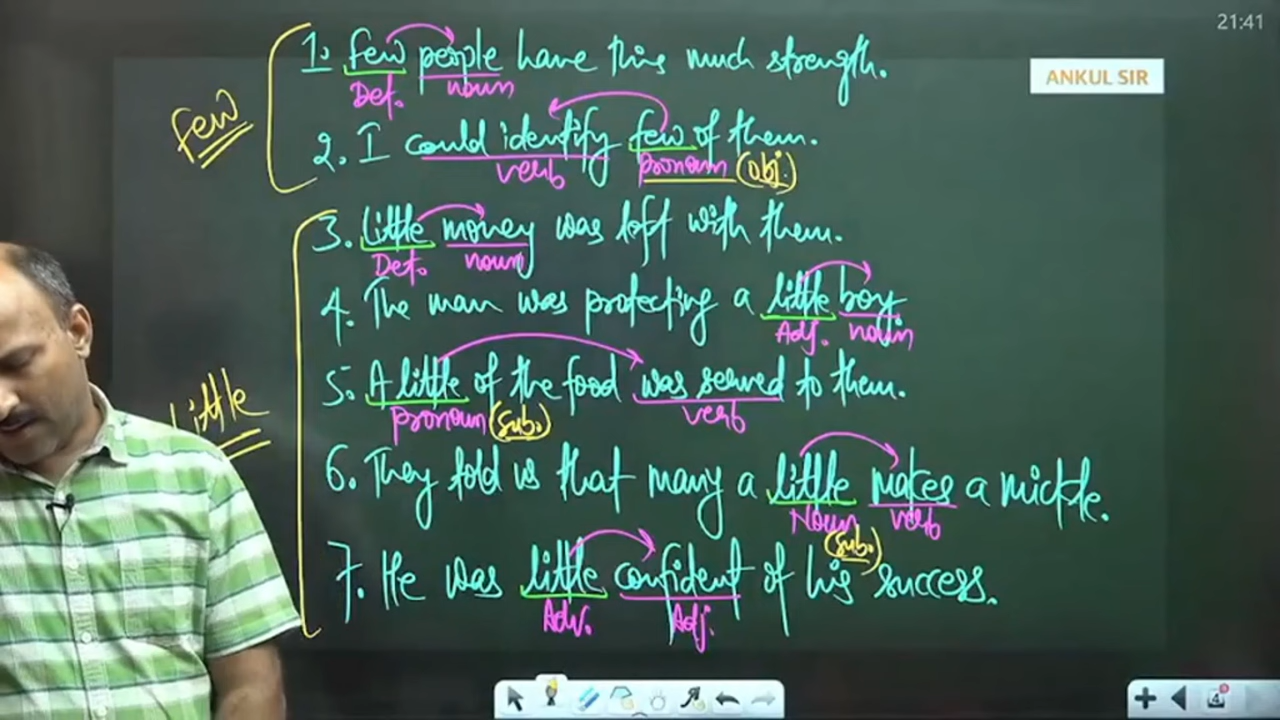 21:41
ANKUL SIR
Few
1. Few people have this much strength.
Det. noun
2. I could identify few of them.
verb pronoun (obj.)
Little
3. Little money was left with them.
Det. noun
4. The man was protecting a little boy.
Adj. noun
5. A little of the food was served to them.
pronoun (sub.) verb
6. They told us that many a little makes a mickle.
Noun (sub.) verb
7. He was little confident of his success.
Adv. Adj.